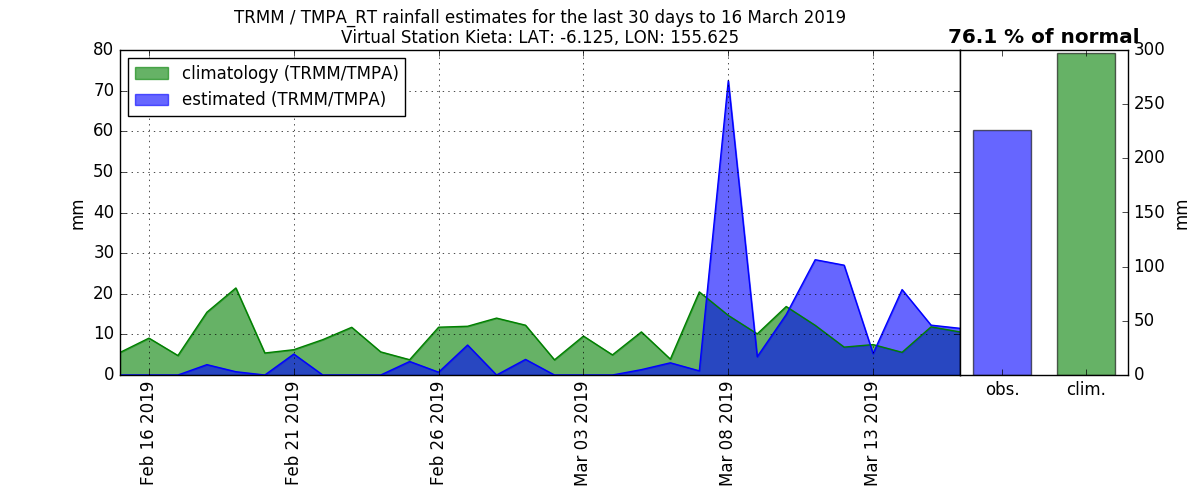 TRMM / TMPA_RT rainfall estimates for the last 30 days to 16 March 2019
Virtual Station Kieta: LAT: -6.125, LON: 155.625
76.1 % of normal
climatology (TRMM/TMPA)
estimated (TRMM/TMPA)
80
70
60
50
40
30
20
10
0
mm
Feb 16 2019
Feb 21 2019
Feb 26 2019
Mar 03 2019
Mar 08 2019
Mar 13 2019
obs.
clim.
300
250
200
150
100
50
0
mm